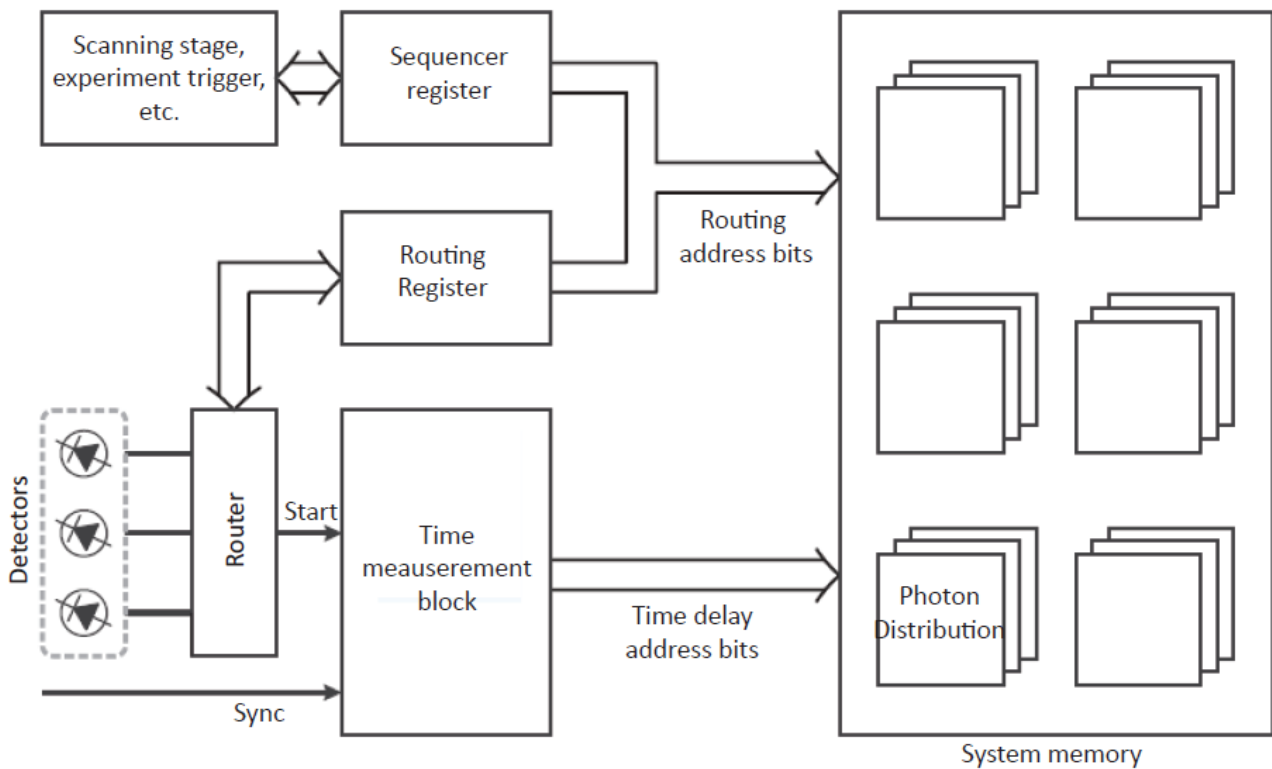 Scanning stage,
experiment trigger,
etc.
Sequencer
register
Routing
address bits
Routing
Register
Detectors
Router
Start
Time
meauserement
block
Sync
Time delay
address bits
Photon
Distribution
System memory